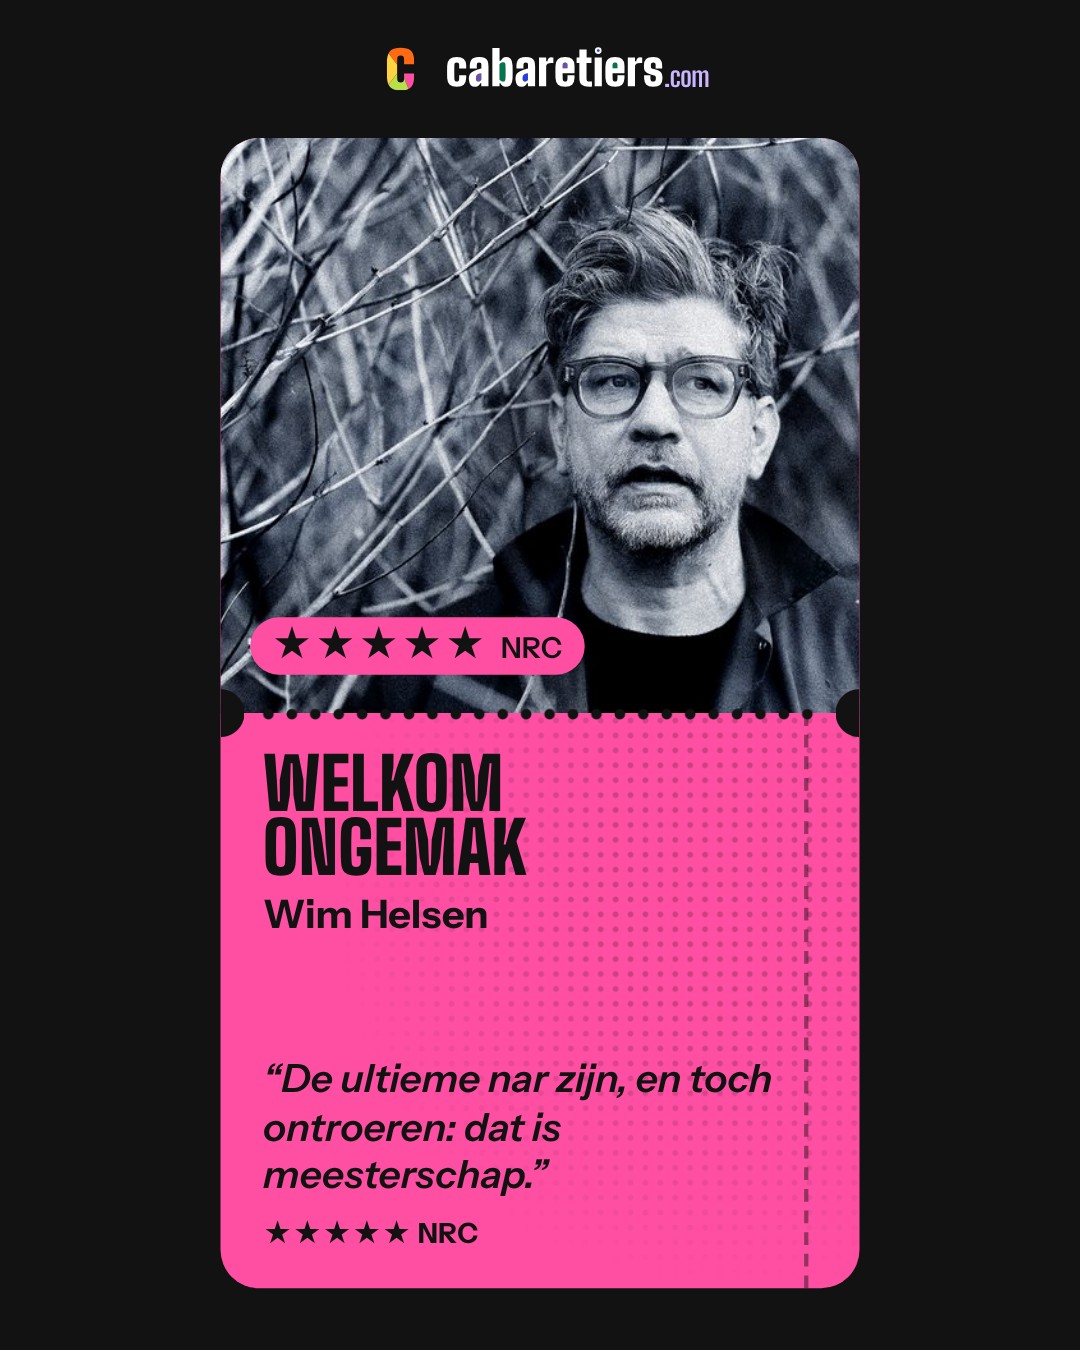 cabaretiers.com
★★★★★ NRC
WELKOM
ONGEMAK
Wim Helsen
“De ultieme nar zijn, en toch
ontroeren: dat is
meesterschap.”
★★★★★ NRC